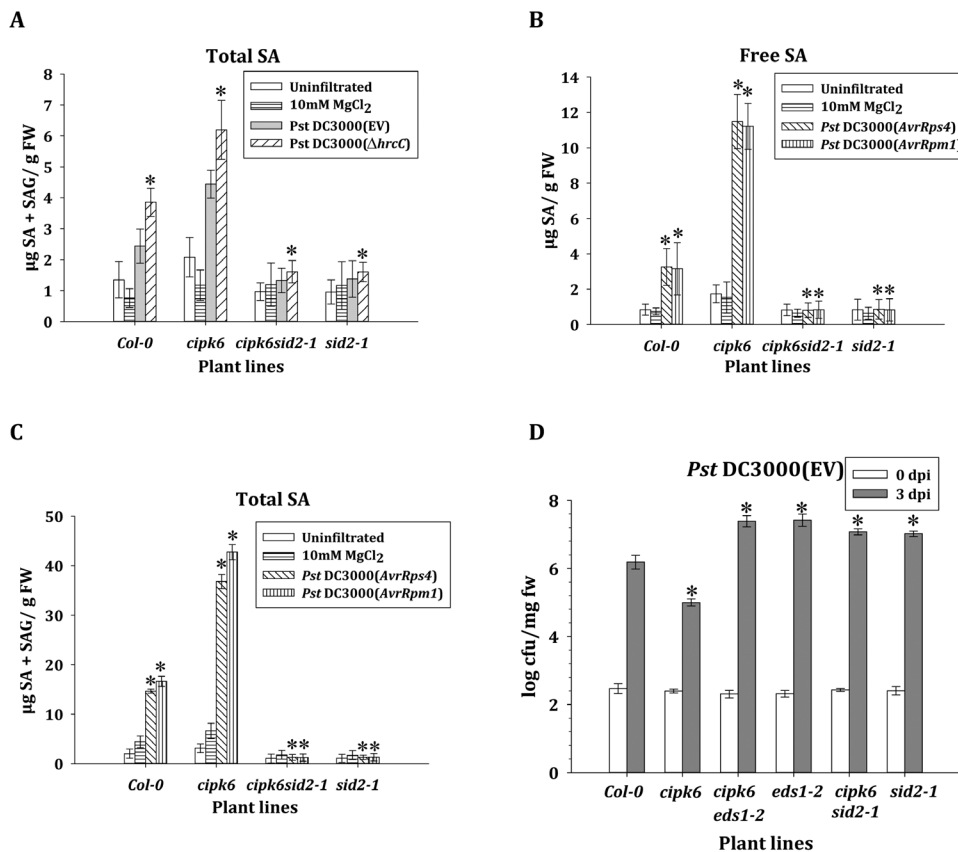 A
Total SA
8
7
6
5
4
3
2
1
0
µg SA + SAG/ g FW
Uninfiltrated
10mM MgCl₂
Pst DC3000(EV)
Pst DC3000(ΔhrcC)
*
*
*
*
Col-0 cipk6 cipk6sid2-1 sid2-1
Plant lines
B
Free SA
14
12
10
8
6
4
2
0
µg SA/ g FW
Uninfiltrated
10mM MgCl₂
Pst DC3000(AvrRps4)
Pst DC3000(AvrRpm1)
* *
* *
**
**
Col-0 cipk6 cipk6sid2-1 sid2-1
Plant lines
C
Total SA
50
40
30
20
10
0
µg SA + SAG/ g FW
Uninfiltrated
10mM MgCl₂
Pst DC3000(AvrRps4)
Pst DC3000(AvrRpm1)
* *
* *
**
**
Col-0 cipk6 cipk6sid2-1 sid2-1
Plant lines
D
Pst DC3000(EV)
0 dpi
3 dpi
8
6
4
2
0
log cfu/mg fw
*
*
*
*
*
Col-0 cipk6 cipk6 eds1-2 cipk6 sid2-1
eds1-2 sid2-1
Plant lines